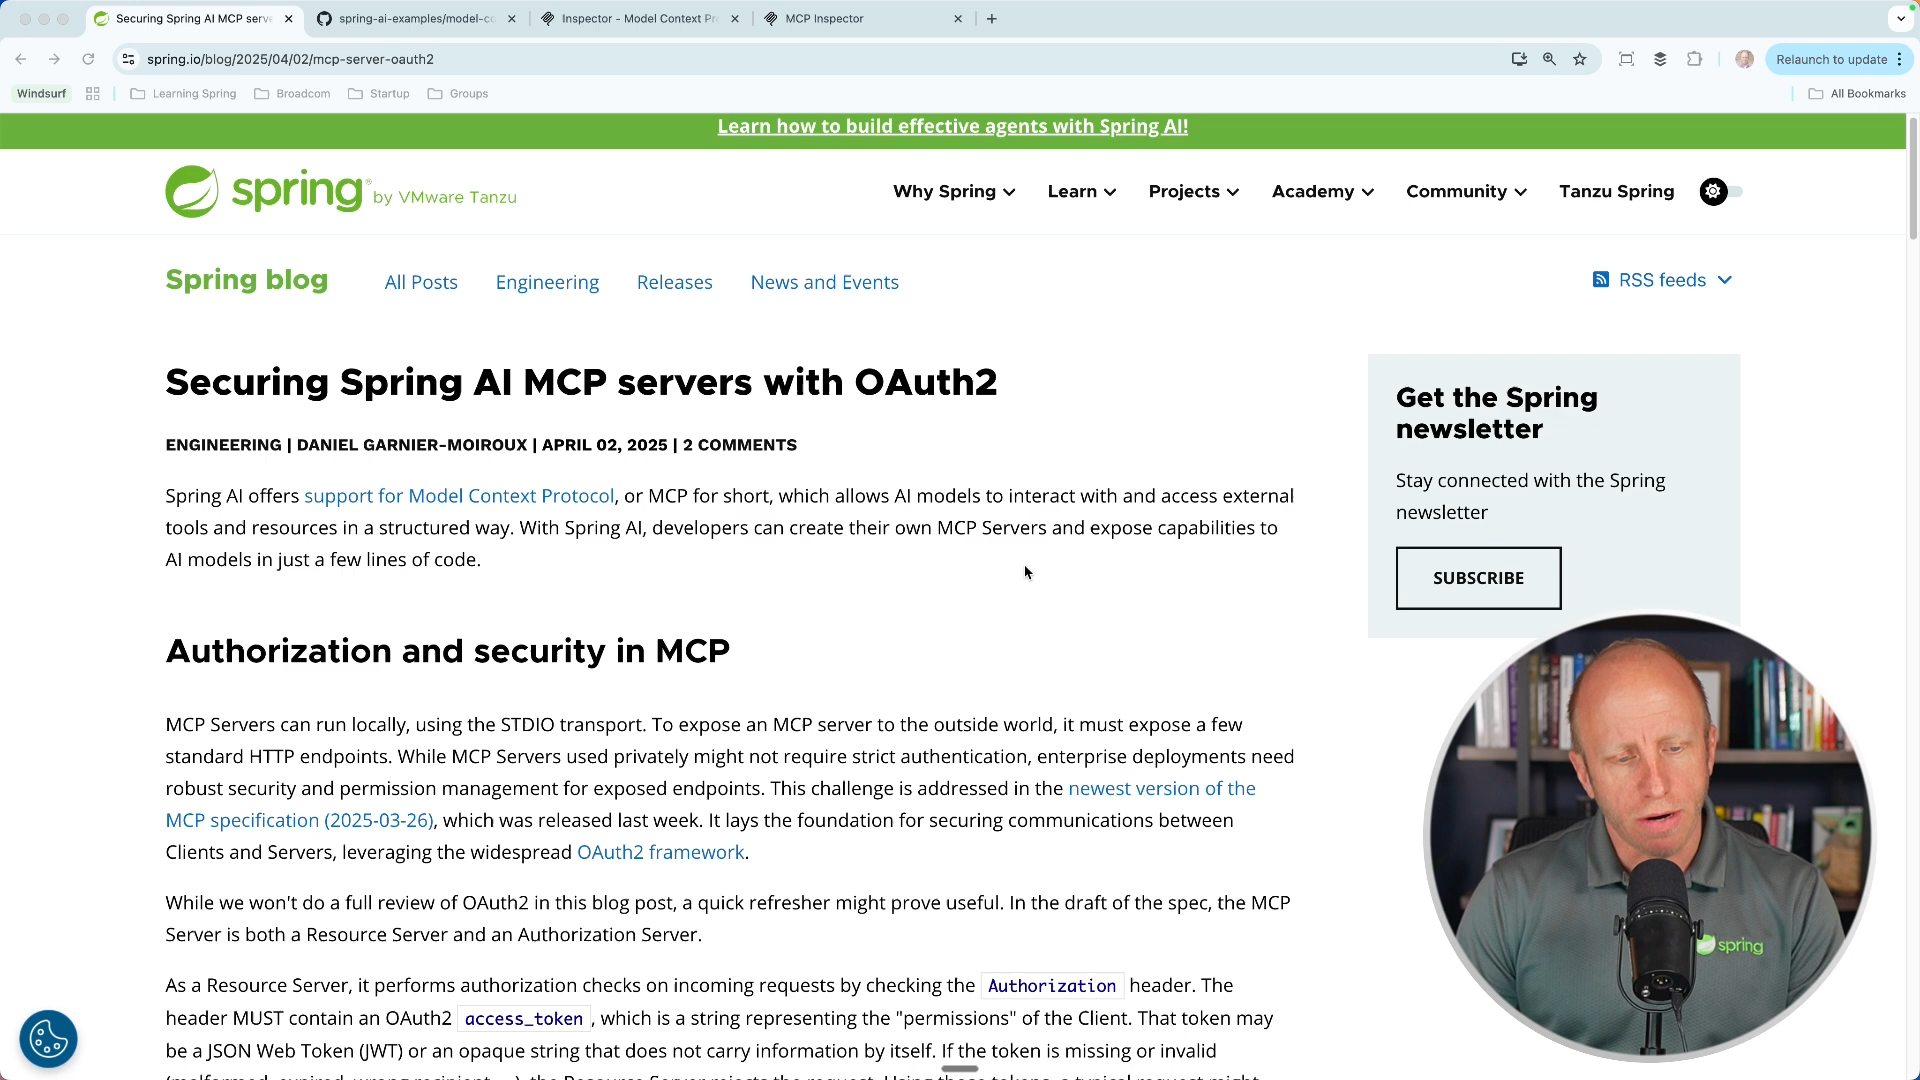 Securing Spring AI MCP serve
spring-ai-examples/model-co
Inspector - Model Context Pr
MCP Inspector
spring.io/blog/2025/04/02/mcp-server-oauth2
Relaunch to update
Windsurf
Learning Spring
Broadcom
Startup
Groups
All Bookmarks
Learn how to build effective agents with Spring AI!
spring® by VMware Tanzu
Why Spring
Learn
Projects
Academy
Community
Tanzu Spring
Spring blog
All Posts
Engineering
Releases
News and Events
RSS feeds
Securing Spring AI MCP servers with OAuth2
ENGINEERING | DANIEL GARNIER-MOIROUX | APRIL 02, 2025 | 2 COMMENTS
Spring AI offers support for Model Context Protocol, or MCP for short, which allows AI models to interact with and access external
tools and resources in a structured way. With Spring AI, developers can create their own MCP Servers and expose capabilities to
AI models in just a few lines of code.
Get the Spring
newsletter
Stay connected with the Spring
newsletter
SUBSCRIBE
Authorization and security in MCP
MCP Servers can run locally, using the STDIO transport. To expose an MCP server to the outside world, it must expose a few
standard HTTP endpoints. While MCP Servers used privately might not require strict authentication, enterprise deployments need
robust security and permission management for exposed endpoints. This challenge is addressed in the newest version of the
MCP specification (2025-03-26), which was released last week. It lays the foundation for securing communications between
Clients and Servers, leveraging the widespread OAuth2 framework.
While we won't do a full review of OAuth2 in this blog post, a quick refresher might prove useful. In the draft of the spec, the MCP
Server is both a Resource Server and an Authorization Server.
As a Resource Server, it performs authorization checks on incoming requests by checking the Authorization header. The
header MUST contain an OAuth2 access_token , which is a string representing the "permissions" of the Client. That token may
be a JSON Web Token (JWT) or an opaque string that does not carry information by itself. If the token is missing or invalid
spring